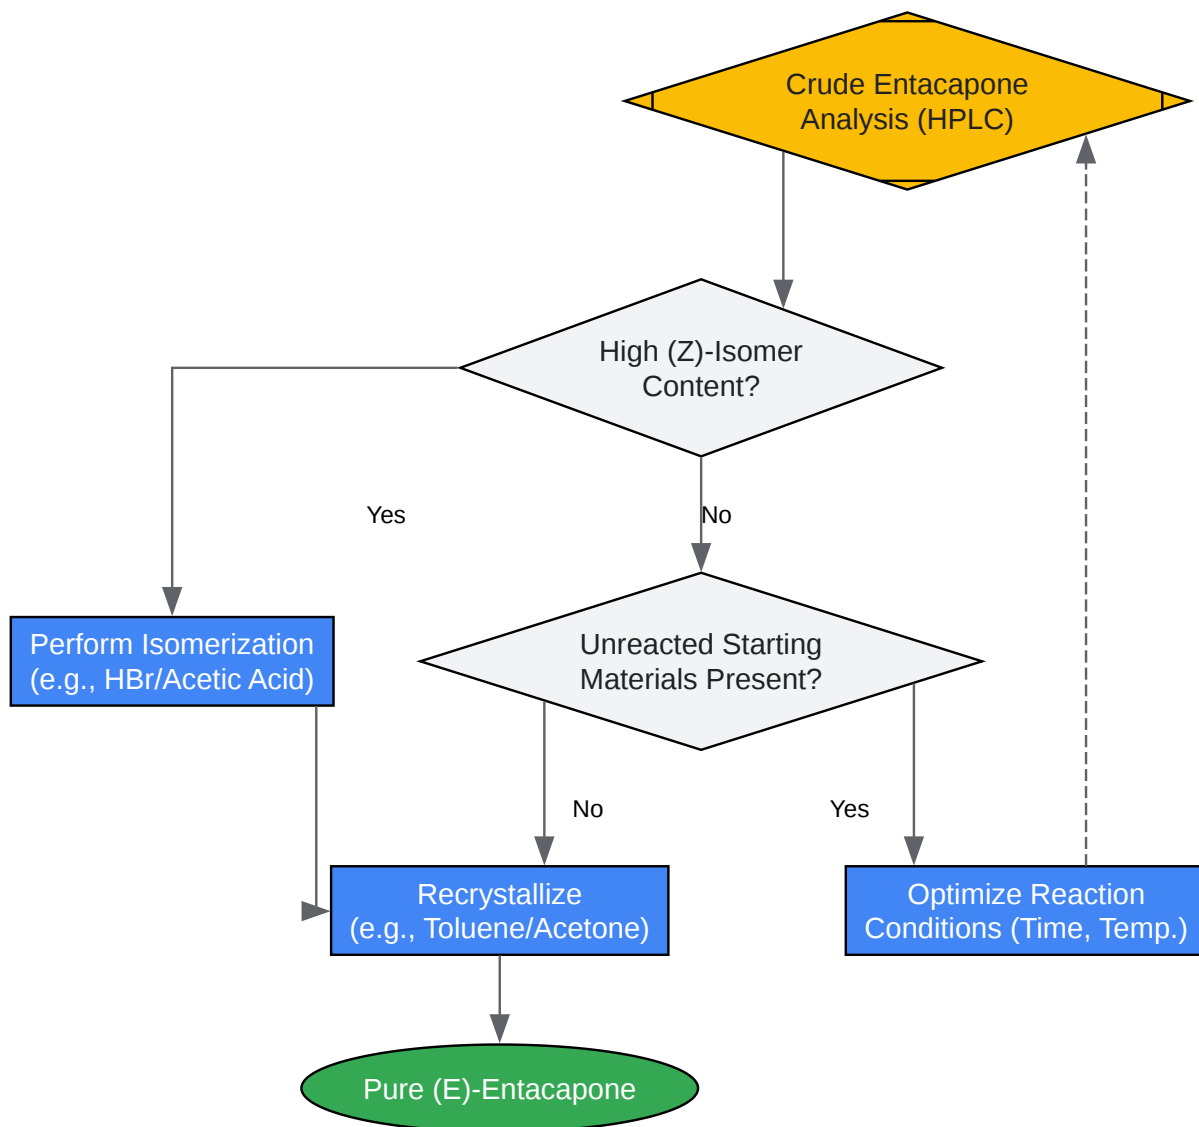 Crude Entacapone
Analysis (HPLC)
High (Z)-Isomer
Content?
Yes
No
Perform Isomerization
(e.g., HBr/Acetic Acid)
Unreacted Starting
Materials Present?
No
Yes
Recrystallize
(e.g., Toluene/Acetone)
Optimize Reaction
Conditions (Time, Temp.)
Pure (E)-Entacapone